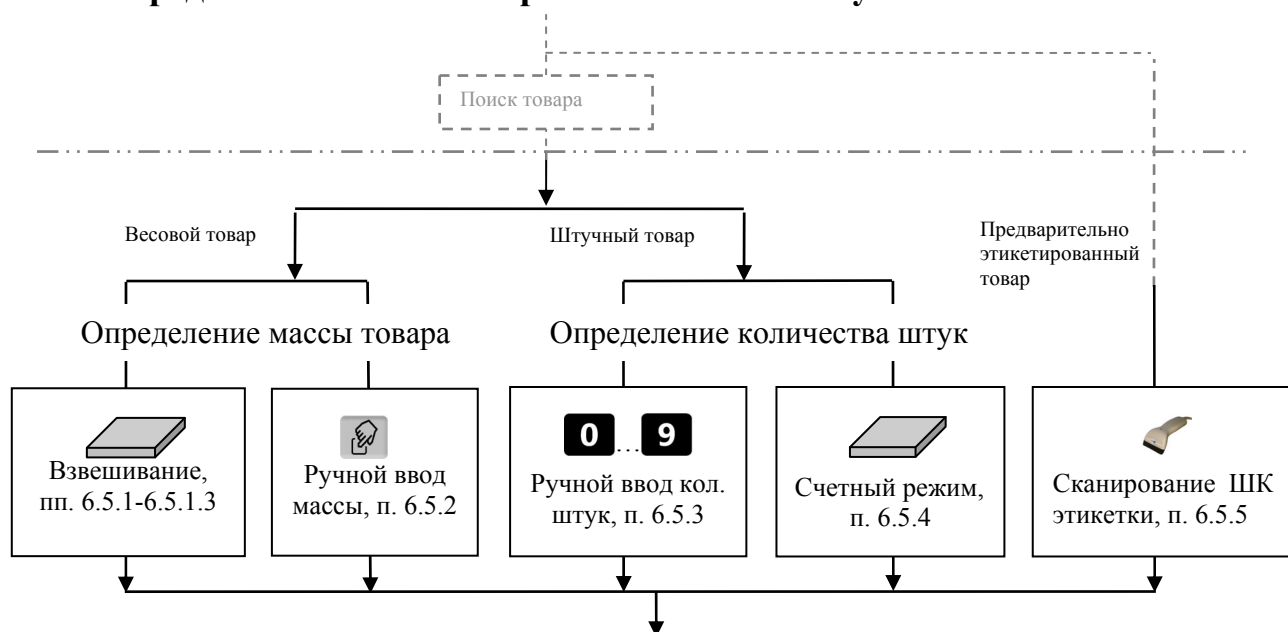 Поиск товара
Весовой товар
Штучный товар
Предварительно
этикетированный
товар
Определение массы товара
Определение количества штук
Взвешивание,
пп. 6.5.1-6.5.1.3
Ручной ввод
массы, п. 6.5.2
0...9
Ручной ввод кол.
штук, п. 6.5.3
Счетный режим,
п. 6.5.4
Сканирование ШК
этикетки, п. 6.5.5